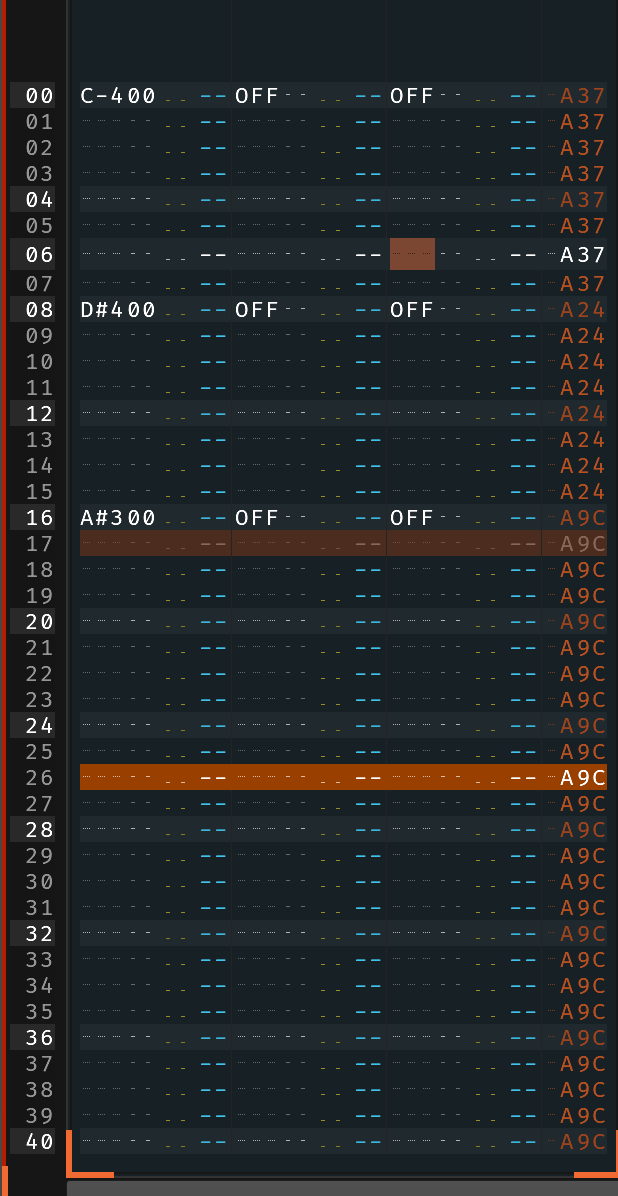 00 C-400 -- OFF -- OFF -- A37
01 -- -- -- A37
02 -- -- -- A37
03 -- -- -- A37
04 -- -- -- A37
05 -- -- -- A37
06 -- -- -- A37
07 -- -- -- A37
08 D#400 -- OFF -- OFF -- A24
09 -- -- -- A24
10 -- -- -- A24
11 -- -- -- A24
12 -- -- -- A24
13 -- -- -- A24
14 -- -- -- A24
15 -- -- -- A24
16 A#300 -- OFF -- OFF -- A9C
17 -- -- -- A9C
18 -- -- -- A9C
19 -- -- -- A9C
20 -- -- -- A9C
21 -- -- -- A9C
22 -- -- -- A9C
23 -- -- -- A9C
24 -- -- -- A9C
25 -- -- -- A9C
26 -- -- -- A9C
27 -- -- -- A9C
28 -- -- -- A9C
29 -- -- -- A9C
30 -- -- -- A9C
31 -- -- -- A9C
32 -- -- -- A9C
33 -- -- -- A9C
34 -- -- -- A9C
35 -- -- -- A9C
36 -- -- -- A9C
37 -- -- -- A9C
38 -- -- -- A9C
39 -- -- -- A9C
40 -- -- -- A9C